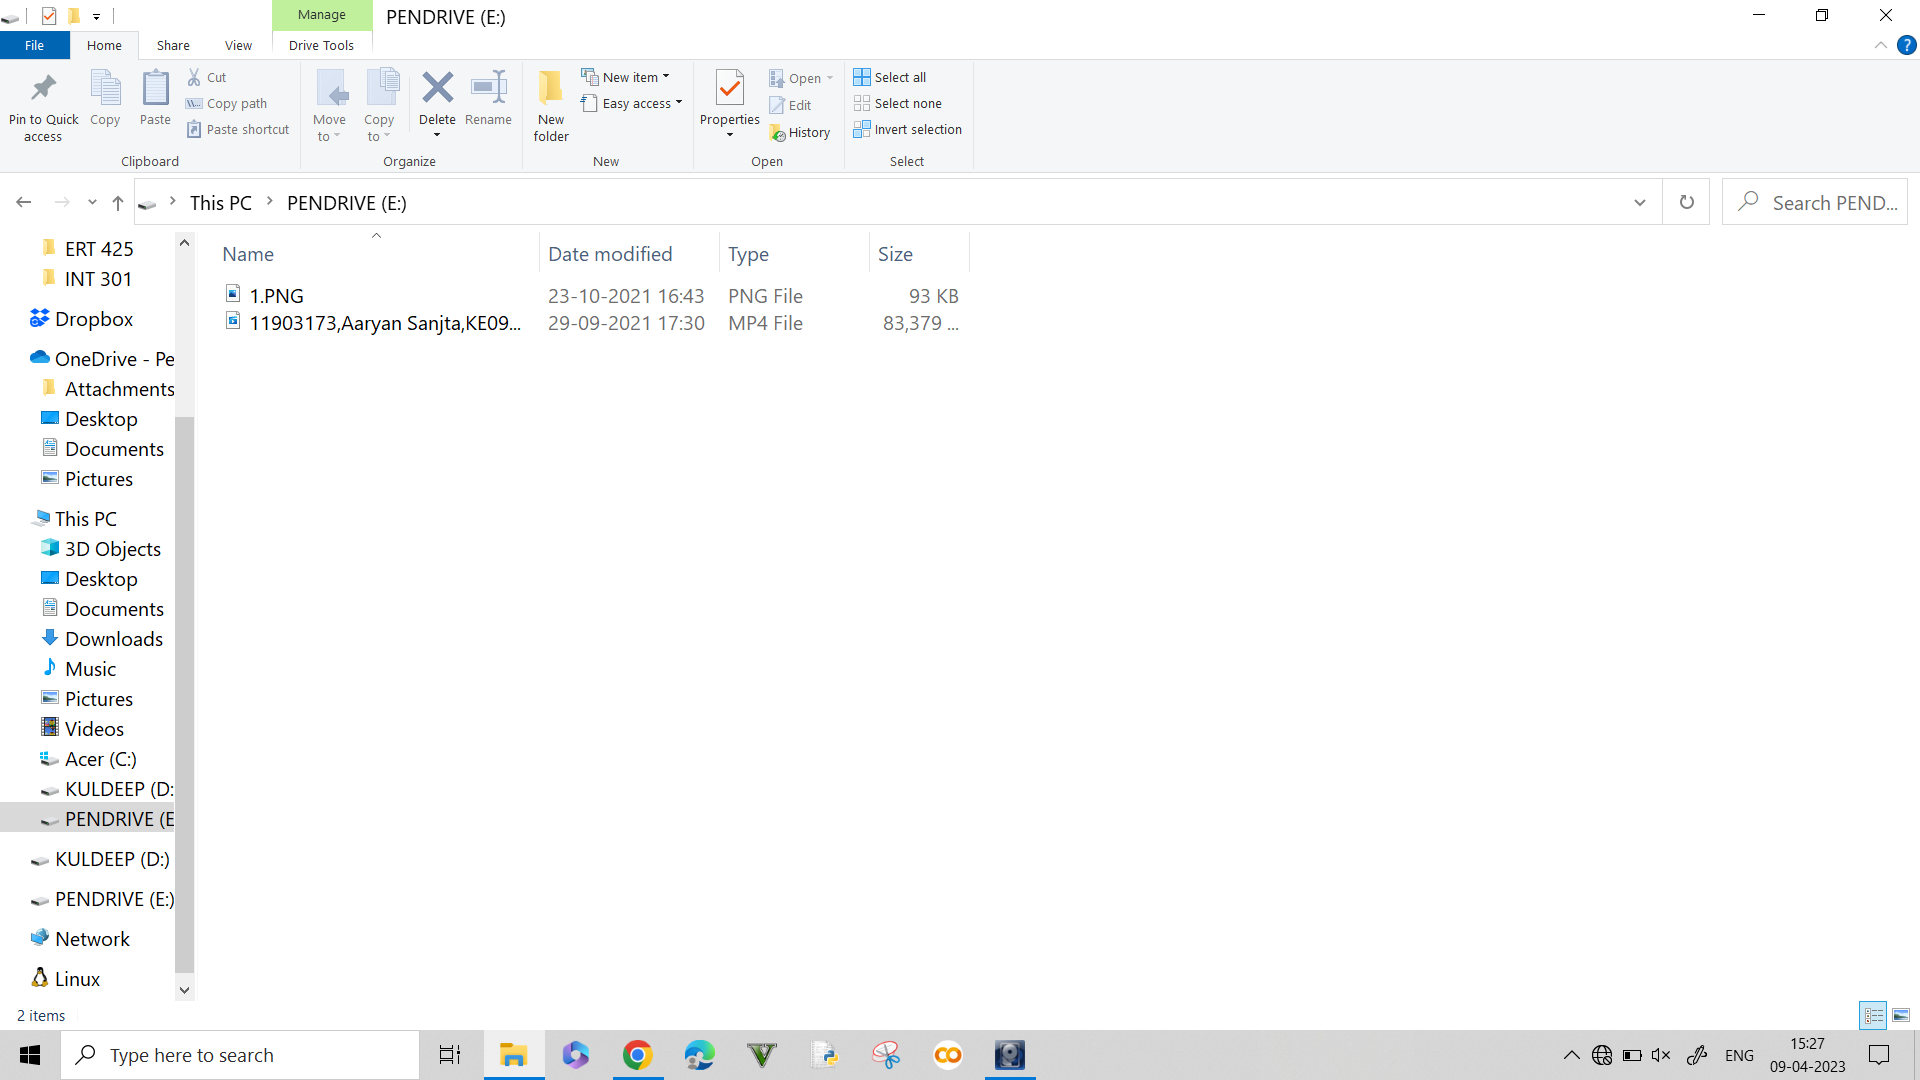 Manage
PENDRIVE (E:)
File
Home
Share
View
Drive Tools
Pin to Quick access
Copy
Paste
Cut
Copy path
Paste shortcut
Clipboard
Move to
Copy to
Delete
Rename
Organize
New folder
New item
Easy access
New
Properties
Open
Edit
History
Open
Select all
Select none
Invert selection
Select
This PC
PENDRIVE (E:)
Search PEND...
ERT 425
INT 301
Dropbox
OneDrive - Pe
Attachments
Desktop
Documents
Pictures
This PC
3D Objects
Desktop
Documents
Downloads
Music
Pictures
Videos
Acer (C:)
KULDEEP (D:
PENDRIVE (E
KULDEEP (D:)
PENDRIVE (E:)
Network
Linux
Name
Date modified
Type
Size
1.PNG
23-10-2021 16:43
PNG File
93 KB
11903173,Aaryan Sanjta,KE09...
29-09-2021 17:30
MP4 File
83,379 ...
2 items
Type here to search
ENG
15:27
09-04-2023